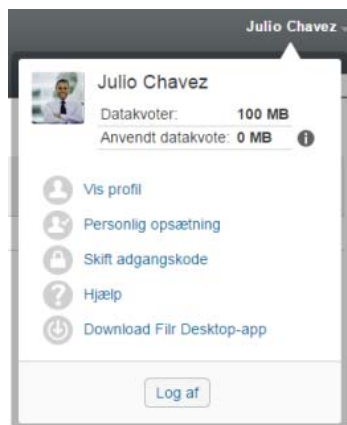 Julio Chavez
Julio Chavez
Datakvoter: 100 MB
Anvendt datakvote: 0 MB
Vis profil
Personlig opsætning
Skift adgangskode
Hjælp
Download Filr Desktop-app
Log af